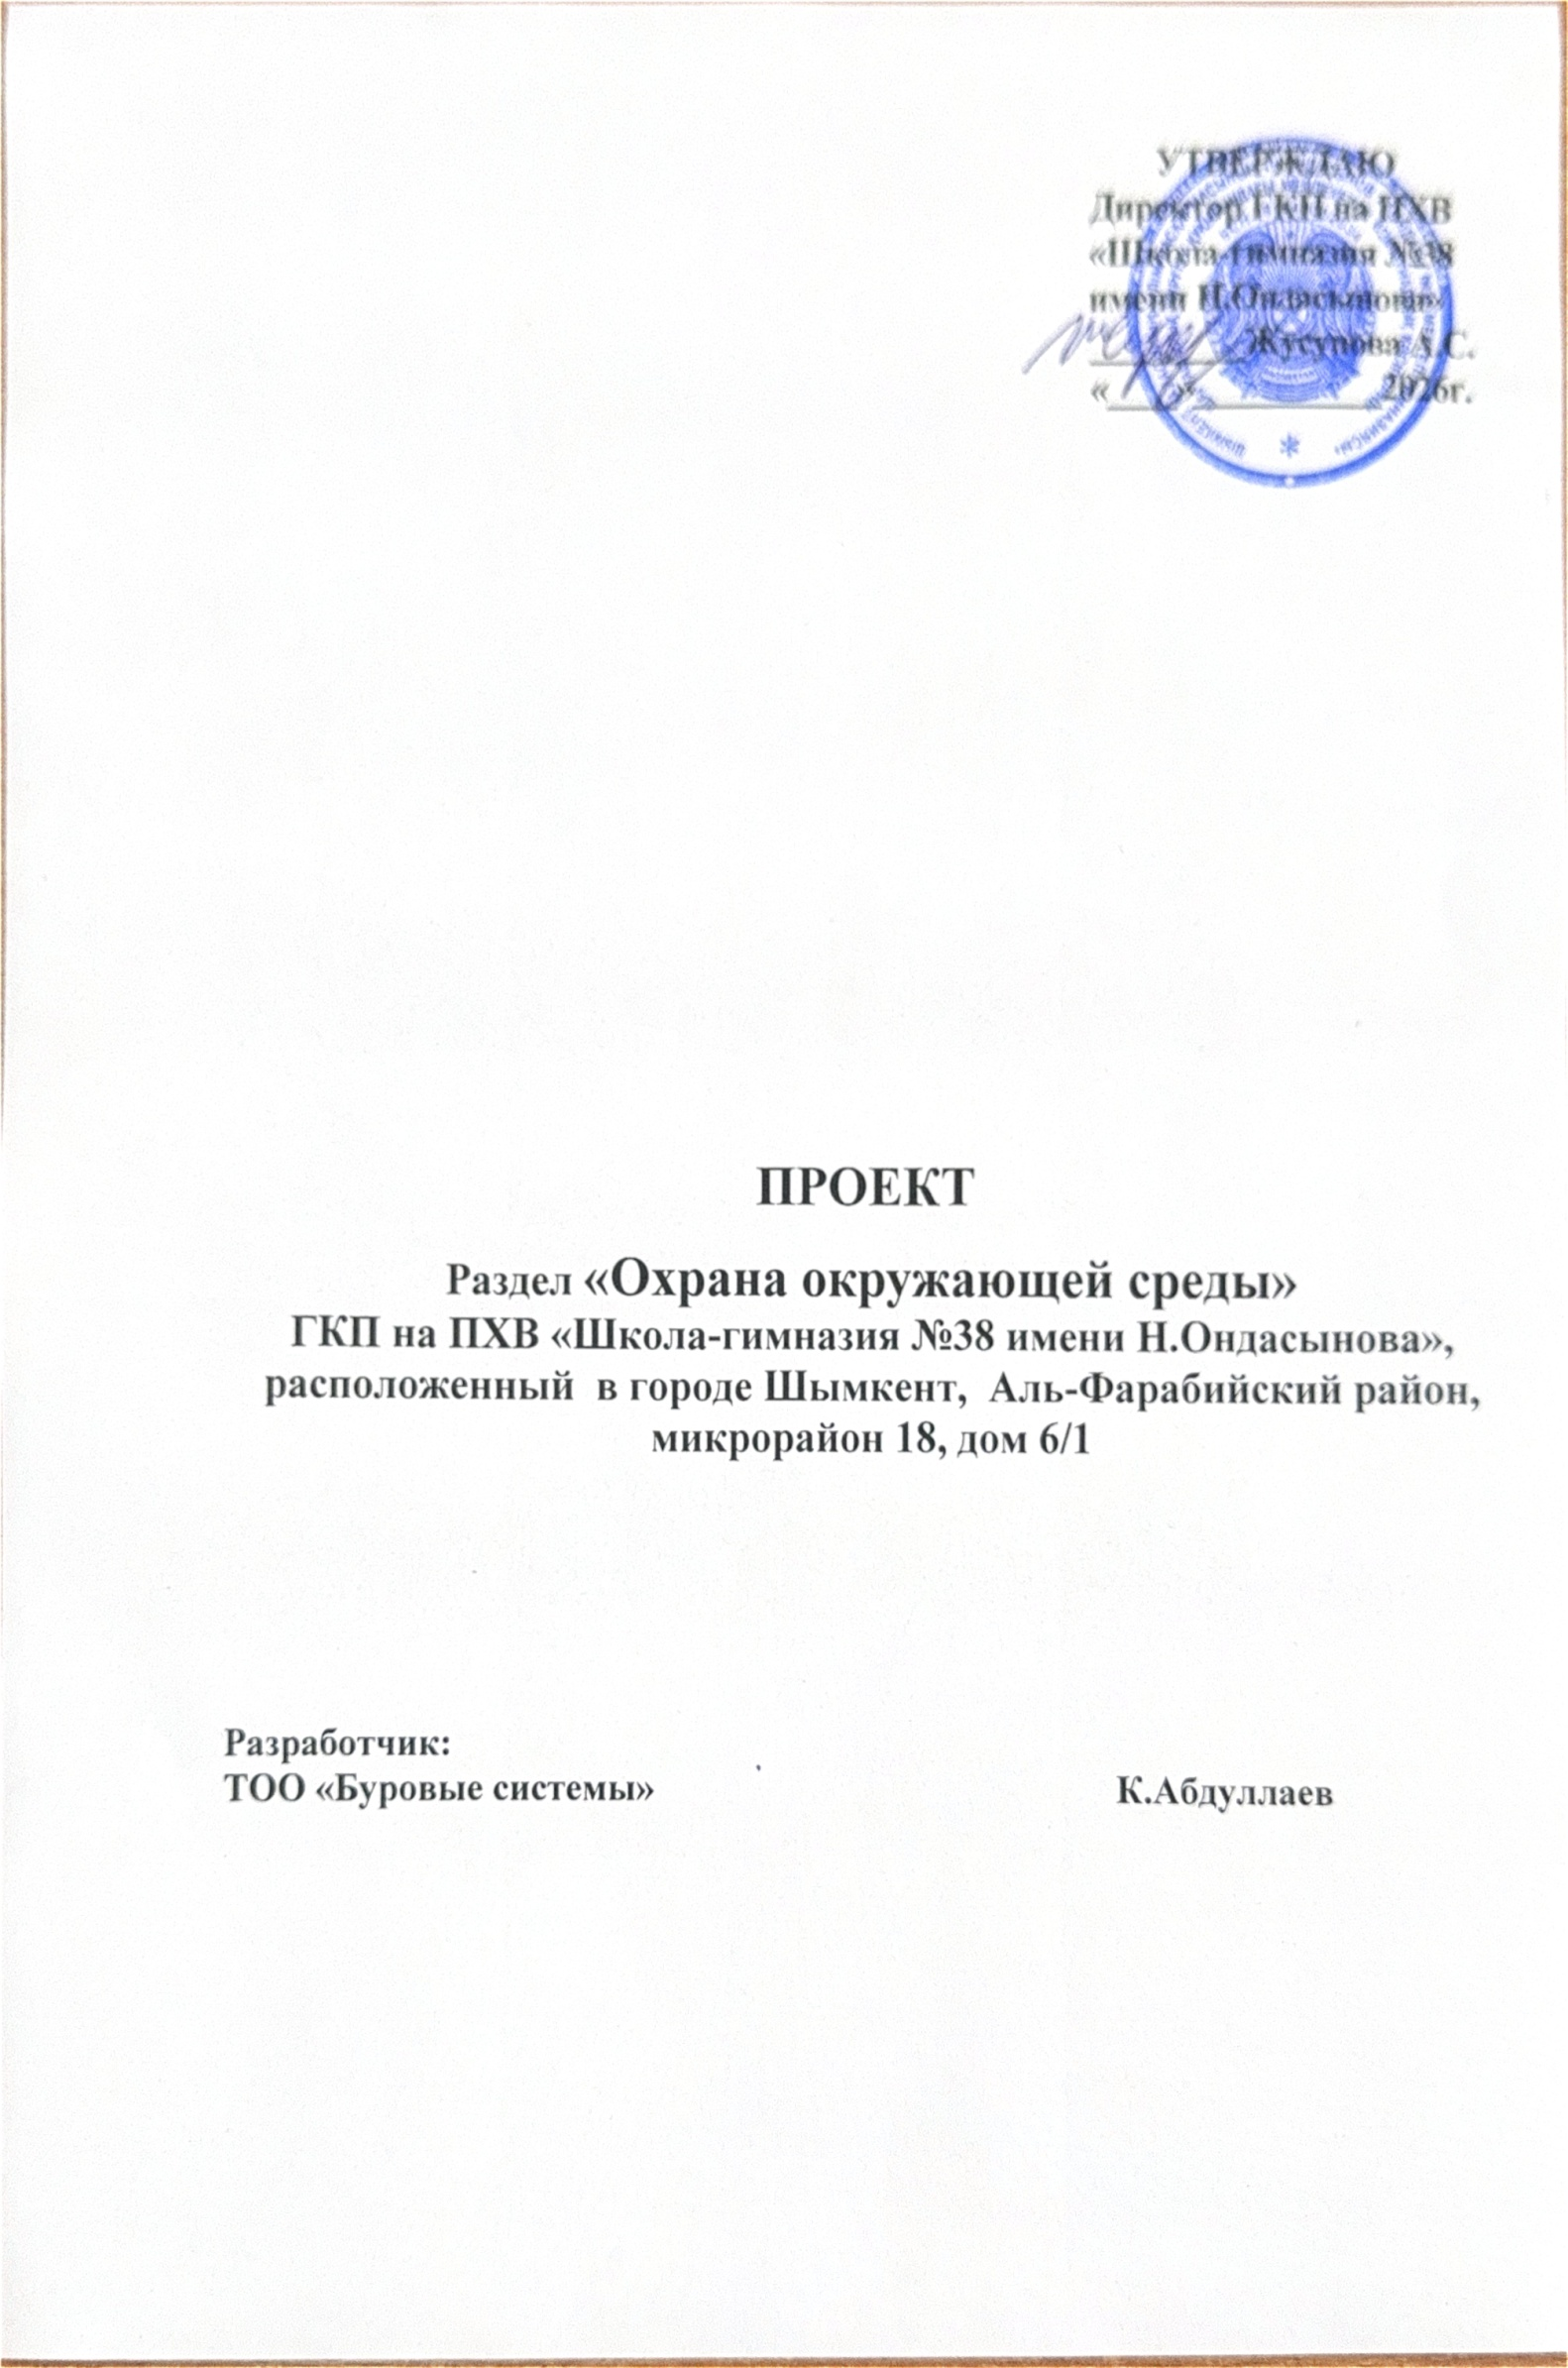 УТВЕРЖДАЮ
Директор ГКП на ПХВ
«Школа-гимназия №38
имени Н.Ондасынова»
Жусупова А.С.
«___»____________2026г.
ПРОЕКТ
Раздел «Охрана окружающей среды»
ГКП на ПХВ «Школа-гимназия №38 имени Н.Ондасынова»,
расположенный в городе Шымкент, Аль-Фарабийский район,
микрорайон 18, дом 6/1
Разработчик:
ТОО «Буровые системы» К.Абдуллаев